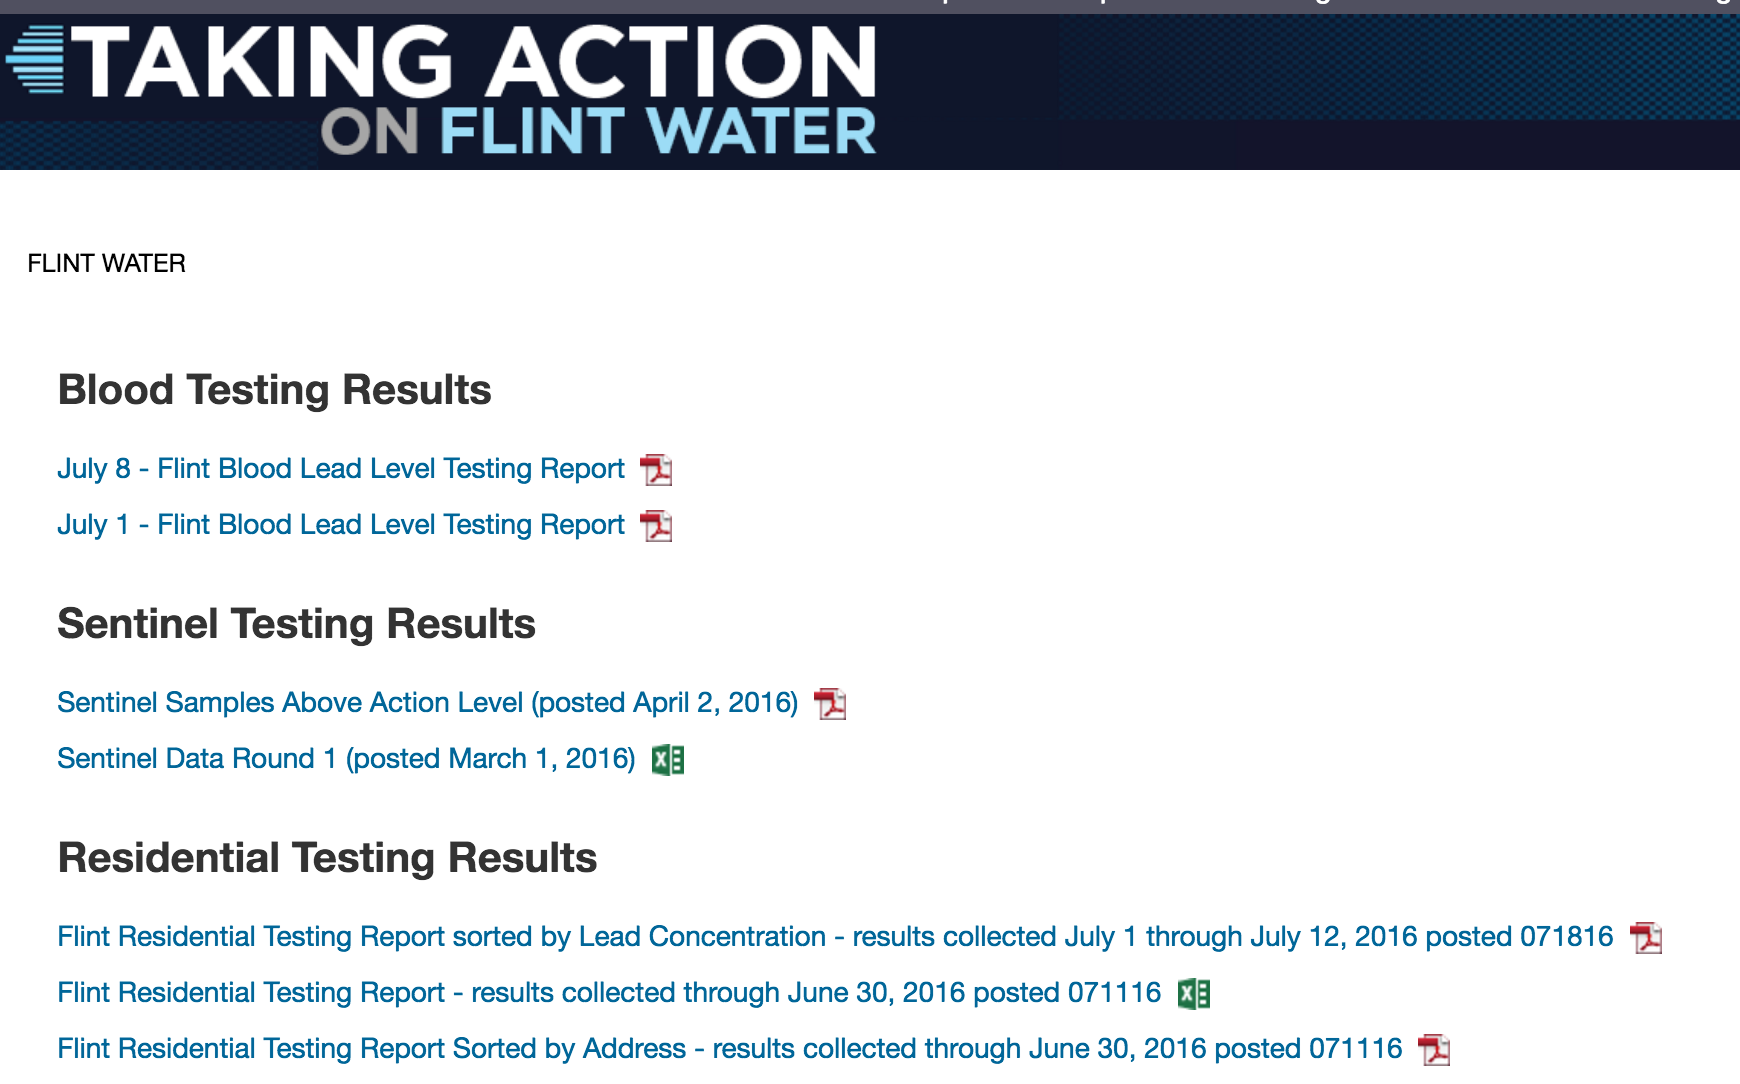 TAKING ACTION
ON FLINT WATER
FLINT WATER
Blood Testing Results
July 8 - Flint Blood Lead Level Testing Report
July 1 - Flint Blood Lead Level Testing Report
Sentinel Testing Results
Sentinel Samples Above Action Level (posted April 2, 2016)
Sentinel Data Round 1 (posted March 1, 2016)
Residential Testing Results
Flint Residential Testing Report sorted by Lead Concentration - results collected July 1 through July 12, 2016 posted 071816
Flint Residential Testing Report - results collected through June 30, 2016 posted 071116
Flint Residential Testing Report Sorted by Address - results collected through June 30, 2016 posted 071116